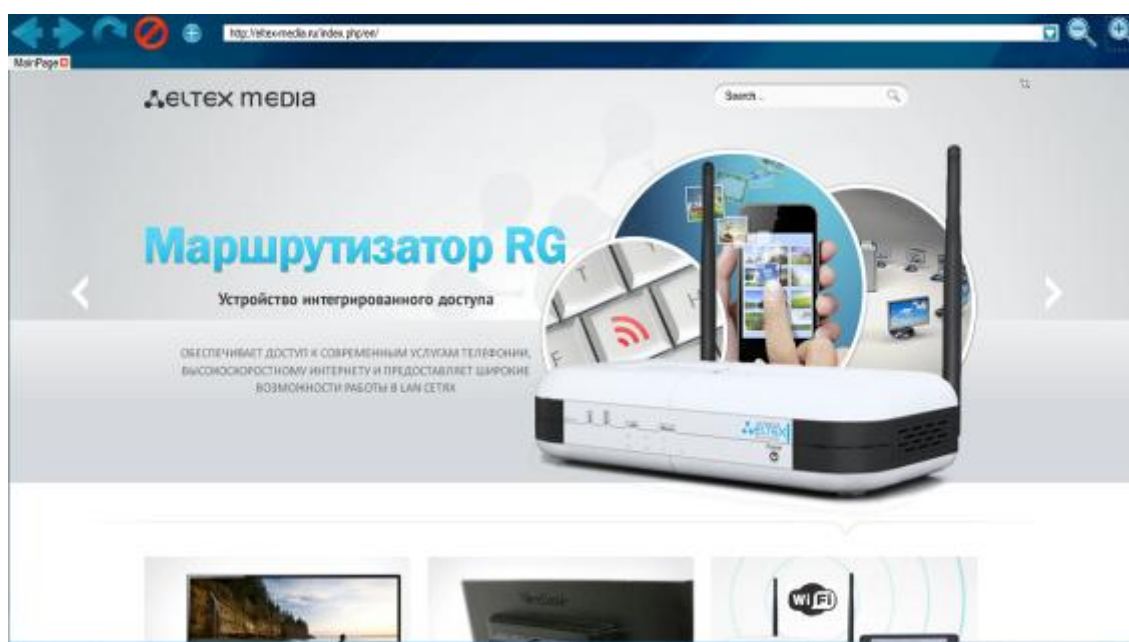 http://eltex-media.ru/index.php/en/
MainPage
ELTEX MEDIA
Search...
Маршрутизатор RG
Устройство интегрированного доступа
ОБЕСПЕЧИВАЕТ ДОСТУП К СОВРЕМЕННЫМ УСЛУГАМ ТЕЛЕФОНИИ,
ВЫСОКОСКОРОСТНОМУ ИНТЕРНЕТУ И ПРЕДОСТАВЛЯЕТ ШИРОКИЕ
ВОЗМОЖНОСТИ РАБОТЫ В LAN СЕТЯХ
ELTEX
Wi Fi